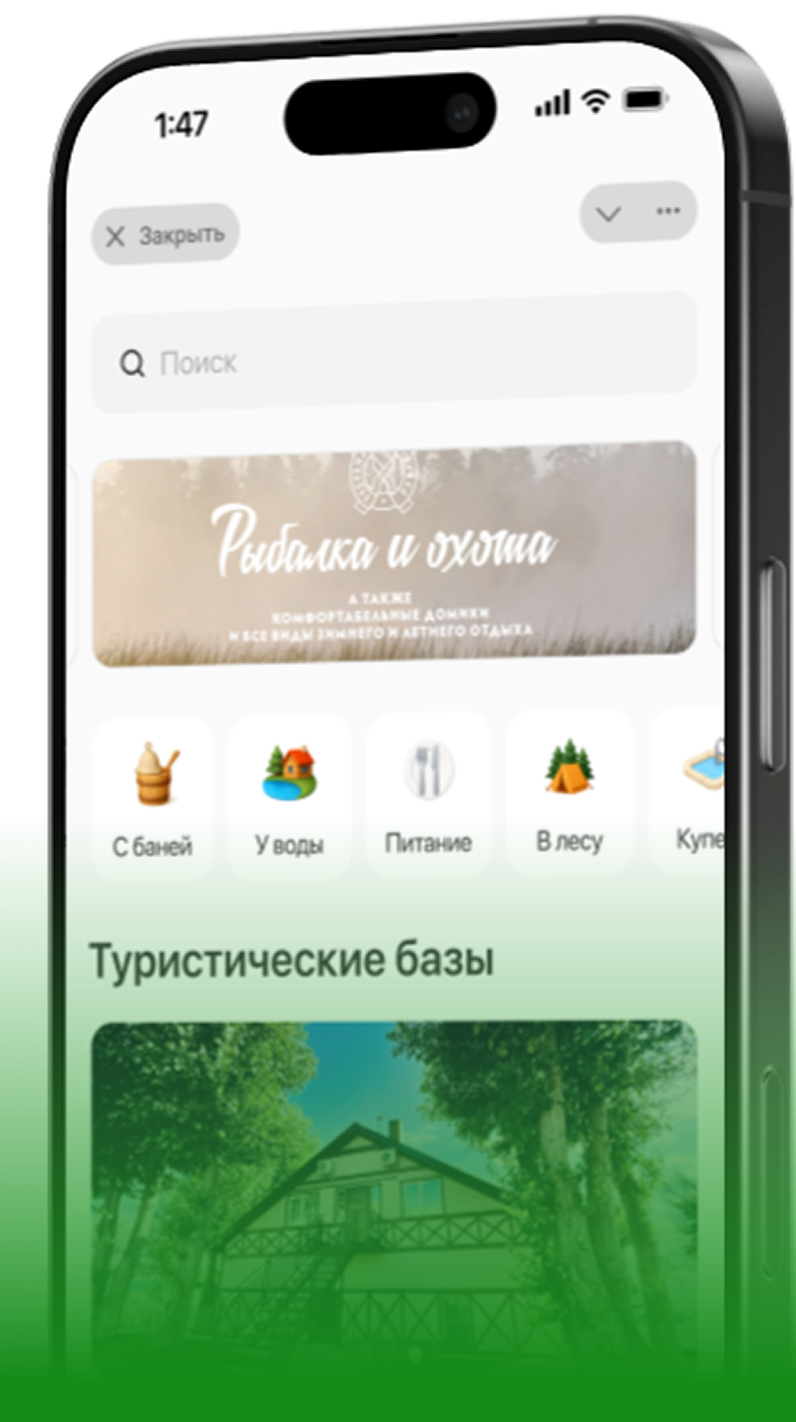 1:47
Закрыть
Поиск
Рыбалка и охота
А ТАКЖЕ
КОМФОРТАБЕЛЬНЫЕ ДОМИКИ
И ВСЕ ВИДЫ ЗИМНЕГО И ЛЕТНЕГО ОТДЫХА
С баней
У воды
Питание
В лесу
Купе
Туристические базы